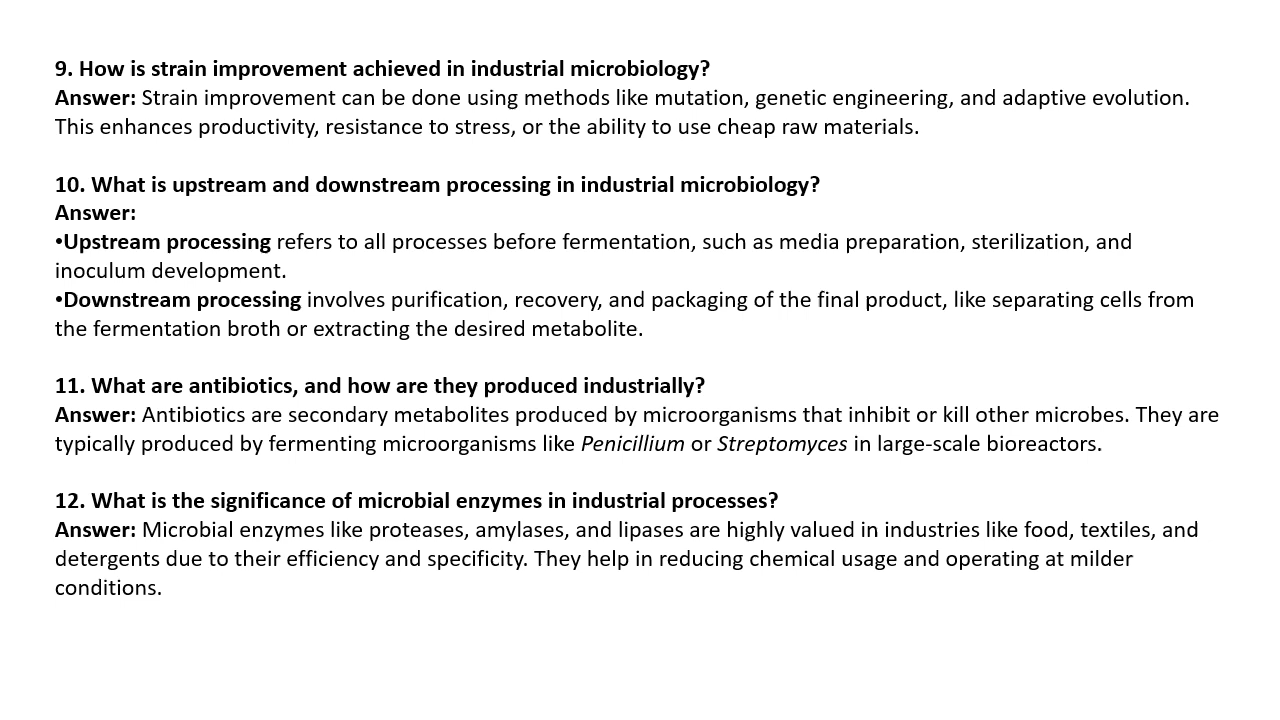 9. How is strain improvement achieved in industrial microbiology?
Answer: Strain improvement can be done using methods like mutation, genetic engineering, and adaptive evolution.
This enhances productivity, resistance to stress, or the ability to use cheap raw materials.
10. What is upstream and downstream processing in industrial microbiology?
Answer:
•Upstream processing refers to all processes before fermentation, such as media preparation, sterilization, and
inoculum development.
•Downstream processing involves purification, recovery, and packaging of the final product, like separating cells from
the fermentation broth or extracting the desired metabolite.
11. What are antibiotics, and how are they produced industrially?
Answer: Antibiotics are secondary metabolites produced by microorganisms that inhibit or kill other microbes. They are
typically produced by fermenting microorganisms like Penicillium or Streptomyces in large-scale bioreactors.
12. What is the significance of microbial enzymes in industrial processes?
Answer: Microbial enzymes like proteases, amylases, and lipases are highly valued in industries like food, textiles, and
detergents due to their efficiency and specificity. They help in reducing chemical usage and operating at milder
conditions.